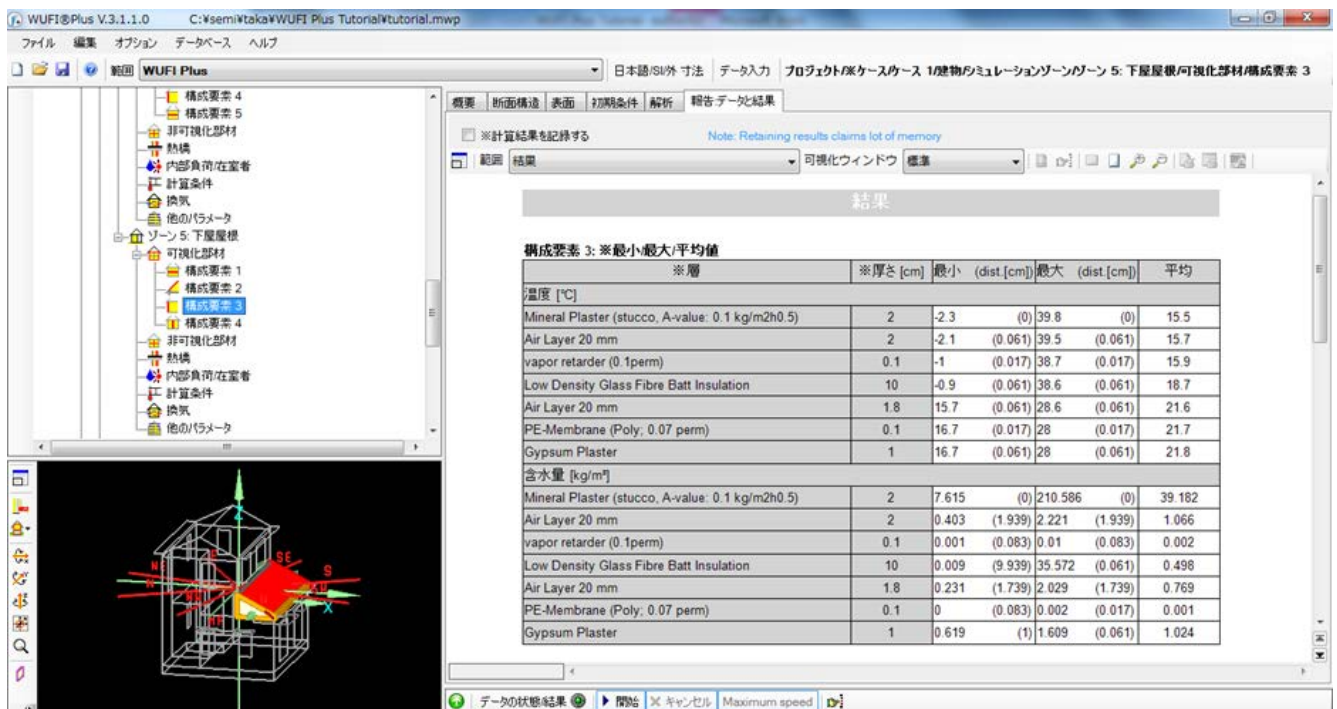 WUFI®Plus V.3.1.1.0 C:¥semi¥taka¥WUFI Plus Tutorial¥tutorial.mwp
ファイル 編集 オプション データベース ヘルプ
範囲 WUFI Plus 日本語/SI/外 寸法 データ入力 プロジェクト/※ケース/ケース 1/建物/シミュレーションゾーン/ゾーン 5: 下屋屋根/可視化部材/構成要素 3
構成要素 4
構成要素 5
非可視化部材
熱橋
内部負荷/在室者
計算条件
換気
他のパラメータ
ゾーン 5: 下屋屋根
可視化部材
構成要素 1
構成要素 2
構成要素 3
構成要素 4
非可視化部材
熱橋
内部負荷/在室者
計算条件
換気
他のパラメータ
概要 断面構造 表面 初期条件 解析 報告:データと結果
※計算結果を記録する Note: Retaining results claims lot of memory
範囲 結果 可視化ウィンドウ 標準
結果
構成要素 3: ※最小/最大/平均値
※層 ※厚さ [cm] 最小 (dist.[cm]) 最大 (dist.[cm]) 平均
温度 [℃]
Mineral Plaster (stucco, A-value: 0.1 kg/m2h0.5) 2 -2.3 (0) 39.8 (0) 15.5
Air Layer 20 mm 2 -2.1 (0.061) 39.5 (0.061) 15.7
vapor retarder (0.1perm) 0.1 -1 (0.017) 38.7 (0.017) 15.9
Low Density Glass Fibre Batt Insulation 10 -0.9 (0.061) 38.6 (0.061) 18.7
Air Layer 20 mm 1.8 15.7 (0.061) 28.6 (0.061) 21.6
PE-Membrane (Poly; 0.07 perm) 0.1 16.7 (0.017) 28 (0.017) 21.7
Gypsum Plaster 1 16.7 (0.061) 28 (0.061) 21.8
含水量 [kg/m³]
Mineral Plaster (stucco, A-value: 0.1 kg/m2h0.5) 2 7.615 (0) 210.586 (0) 39.182
Air Layer 20 mm 2 0.403 (1.939) 2.221 (1.939) 1.066
vapor retarder (0.1perm) 0.1 0.001 (0.083) 0.01 (0.083) 0.002
Low Density Glass Fibre Batt Insulation 10 0.009 (9.939) 35.572 (0.061) 0.498
Air Layer 20 mm 1.8 0.231 (1.739) 2.029 (1.739) 0.769
PE-Membrane (Poly; 0.07 perm) 0.1 0 (0.083) 0.002 (0.017) 0.001
Gypsum Plaster 1 0.619 (1) 1.609 (0.061) 1.024
Z
SE
S
X
データの状態/結果 開始 キャンセル Maximum speed